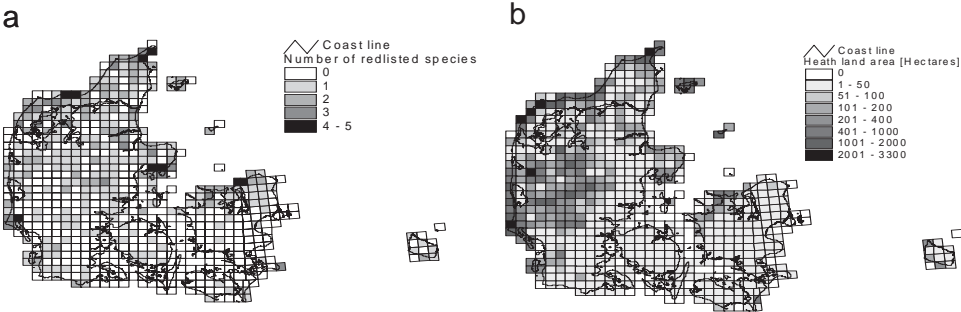 a
Coast line
Number of redlisted species
0
1
2
3
4 - 5
b
Coast line
Heath land area [Hectares]
0
1 - 50
51 - 100
101 - 200
201 - 400
401 - 1000
1001 - 2000
2001 - 3300